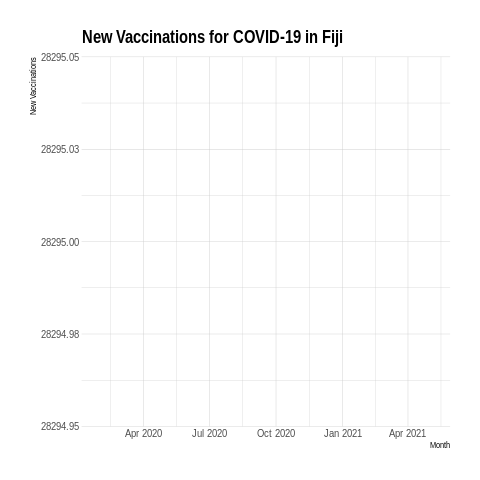 New Vaccinations for COVID-19 in Fiji
New Vaccinations
28295.05
28295.03
28295.00
28294.98
28294.95
Apr 2020 Jul 2020 Oct 2020 Jan 2021 Apr 2021
Month